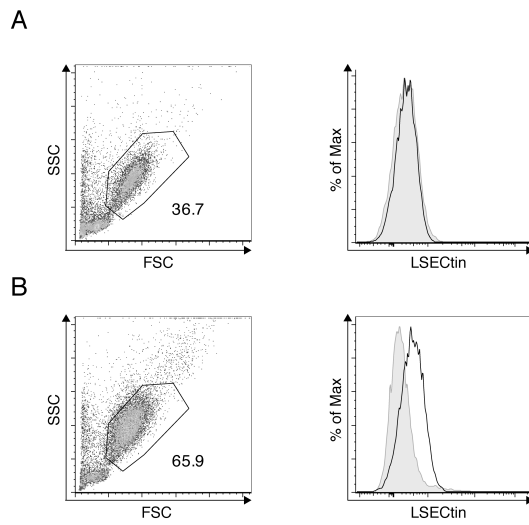 A
SSC
36.7
FSC
% of Max
LSECtin
B
SSC
65.9
FSC
% of Max
LSECtin